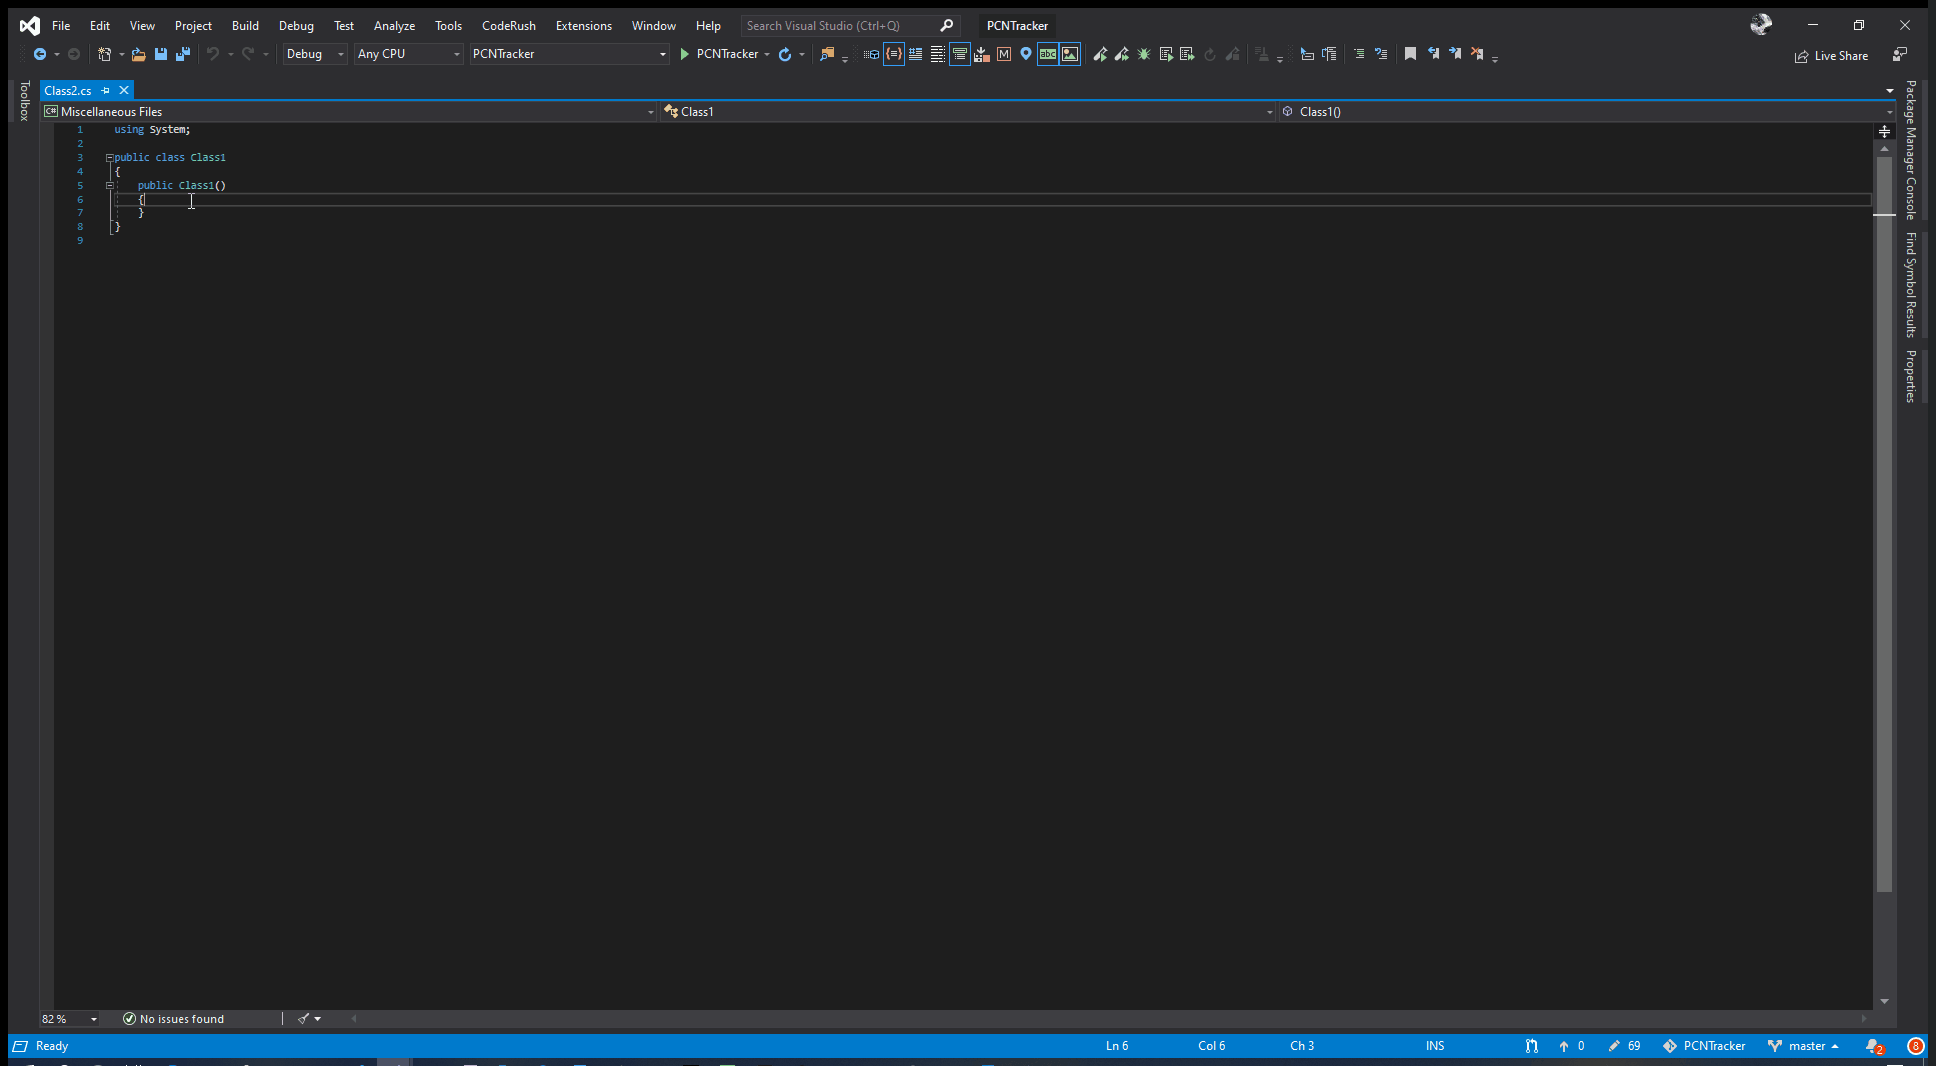 File Edit View Project Build Debug Test Analyze Tools CodeRush Extensions Window Help Search Visual Studio (Ctrl+Q) PCNTracker
Debug Any CPU PCNTracker PCNTracker Live Share
Toolbox
Class2.cs
C# Miscellaneous Files Class1 Class1()
1 using System;
2
3 public class Class1
4 {
5 public Class1()
6 {
7 }
8 }
9
Package Manager Console
Find Symbol Results
Properties
82 % No issues found
Ready Ln 6 Col 6 Ch 3 INS 0 69 PCNTracker master 2 8